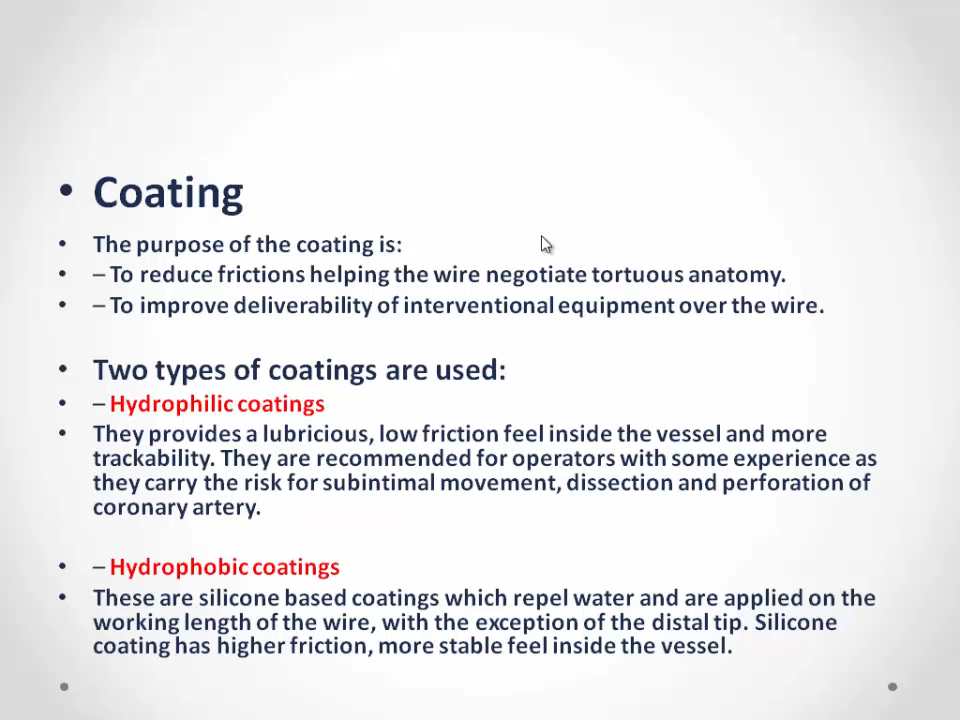 • Coating
• The purpose of the coating is:
• – To reduce frictions helping the wire negotiate tortuous anatomy.
• – To improve deliverability of interventional equipment over the wire.
• Two types of coatings are used:
• – Hydrophilic coatings
• They provides a lubricious, low friction feel inside the vessel and more
trackability. They are recommended for operators with some experience as
they carry the risk for subintimal movement, dissection and perforation of
coronary artery.
• – Hydrophobic coatings
• These are silicone based coatings which repel water and are applied on the
working length of the wire, with the exception of the distal tip. Silicone
coating has higher friction, more stable feel inside the vessel.